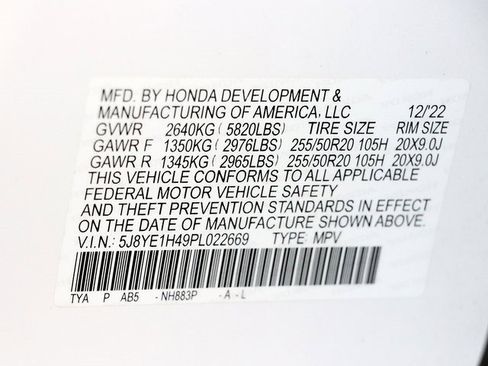 MFD. BY HONDA DEVELOPMENT &
MANUFACTURING OF AMERICA, LLC 12/'22
GVWR 2640KG (5820LBS) TIRE SIZE RIM SIZE
GAWR F 1350KG (2976LBS) 255/50R20 105H 20X9.0J
GAWR R 1345KG (2965LBS) 255/50R20 105H 20X9.0J
THIS VEHICLE CONFORMS TO ALL APPLICABLE
FEDERAL MOTOR VEHICLE SAFETY
AND THEFT PREVENTION STANDARDS IN EFFECT
ON THE DATE OF MANUFACTURE SHOWN ABOVE.
V.I.N.: 5J8YE1H49PL022669 TYPE MPV
TYA P AB5 - NH883P - A - L